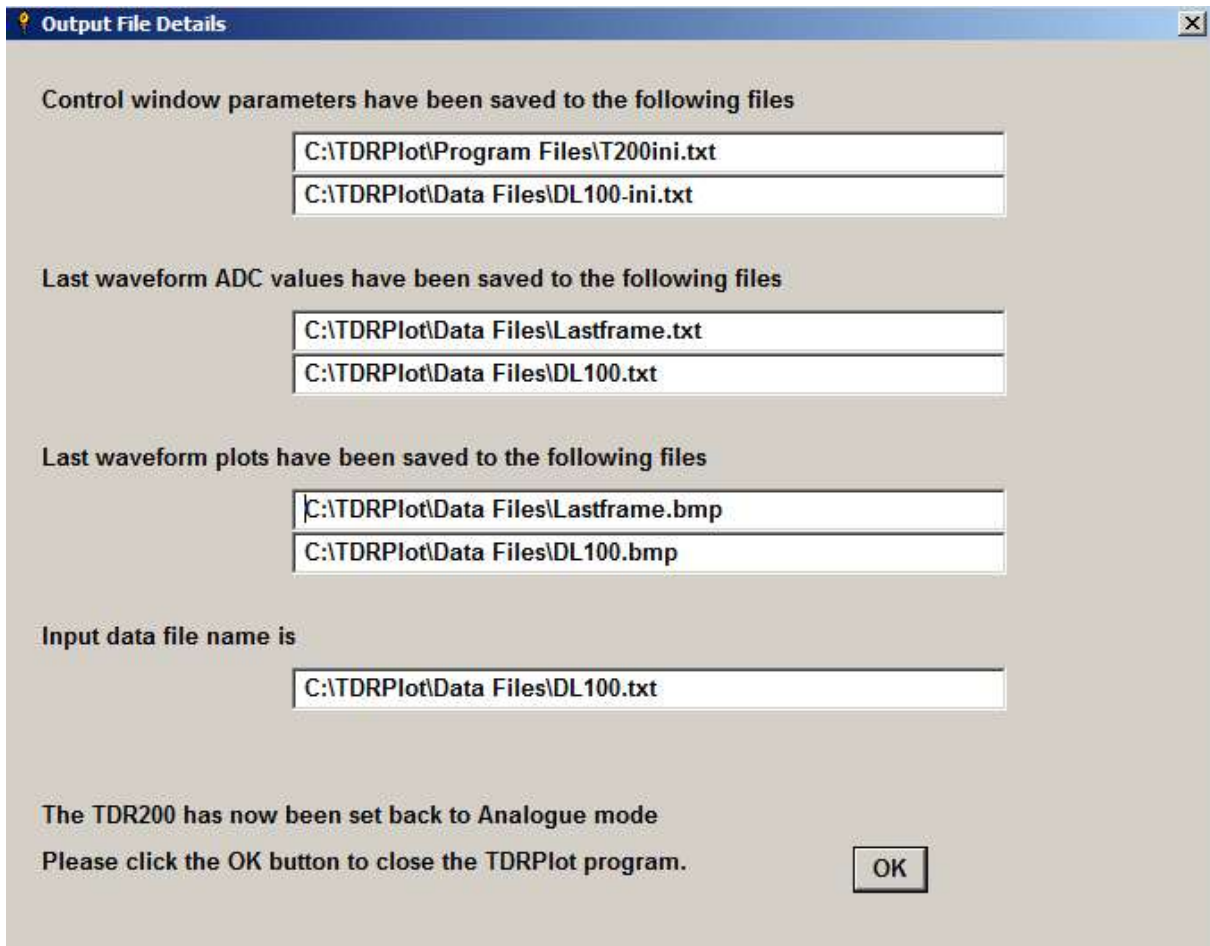 Output File Details
Control window parameters have been saved to the following files
C:\TDRPlot\Program Files\T200ini.txt
C:\TDRPlot\Data Files\DL100-ini.txt
Last waveform ADC values have been saved to the following files
C:\TDRPlot\Data Files\Lastframe.txt
C:\TDRPlot\Data Files\DL100.txt
Last waveform plots have been saved to the following files
C:\TDRPlot\Data Files\Lastframe.bmp
C:\TDRPlot\Data Files\DL100.bmp
Input data file name is
C:\TDRPlot\Data Files\DL100.txt
The TDR200 has now been set back to Analogue mode
Please click the OK button to close the TDRPlot program.
OK